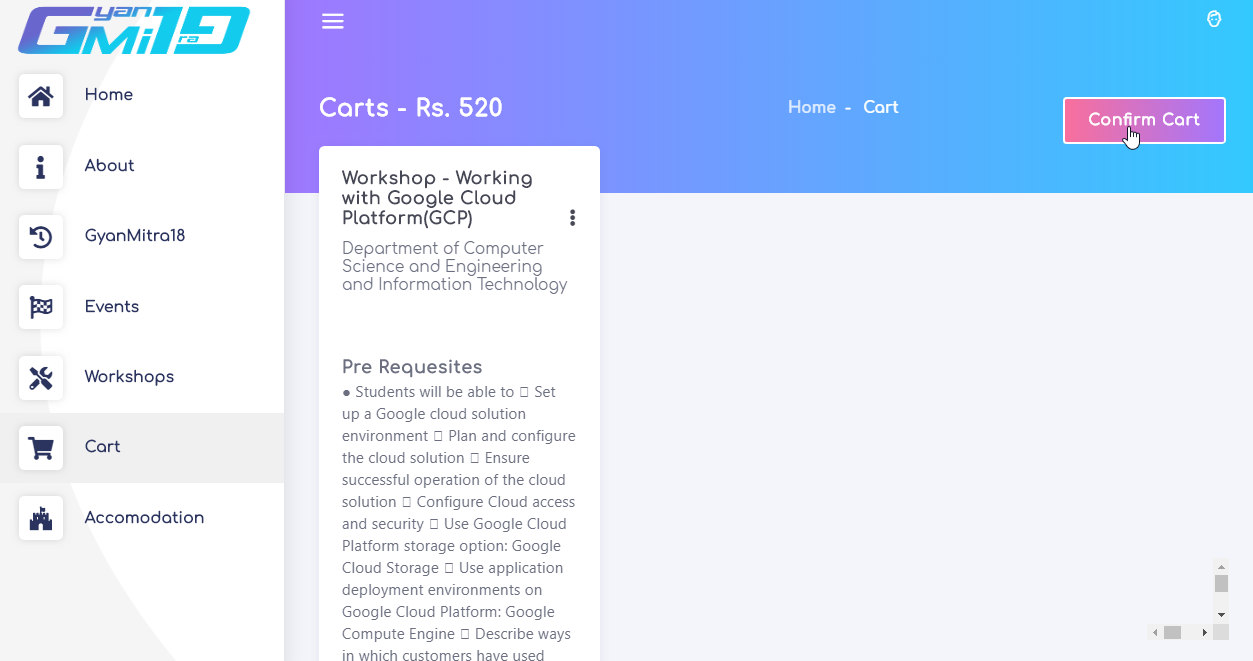 Gyan
GMi19
ra
Home
About
GyanMitra18
Events
Workshops
Cart
Accomodation
Carts - Rs. 520
Home - Cart
Confirm Cart
Workshop - Working
with Google Cloud
Platform(GCP)
Department of Computer
Science and Engineering
and Information Technology
Pre Requesites
● Students will be able to  Set
up a Google cloud solution
environment  Plan and configure
the cloud solution  Ensure
successful operation of the cloud
solution  Configure Cloud access
and security  Use Google Cloud
Platform storage option: Google
Cloud Storage  Use application
deployment environments on
Google Cloud Platform: Google
Compute Engine  Describe ways
in which customers have used